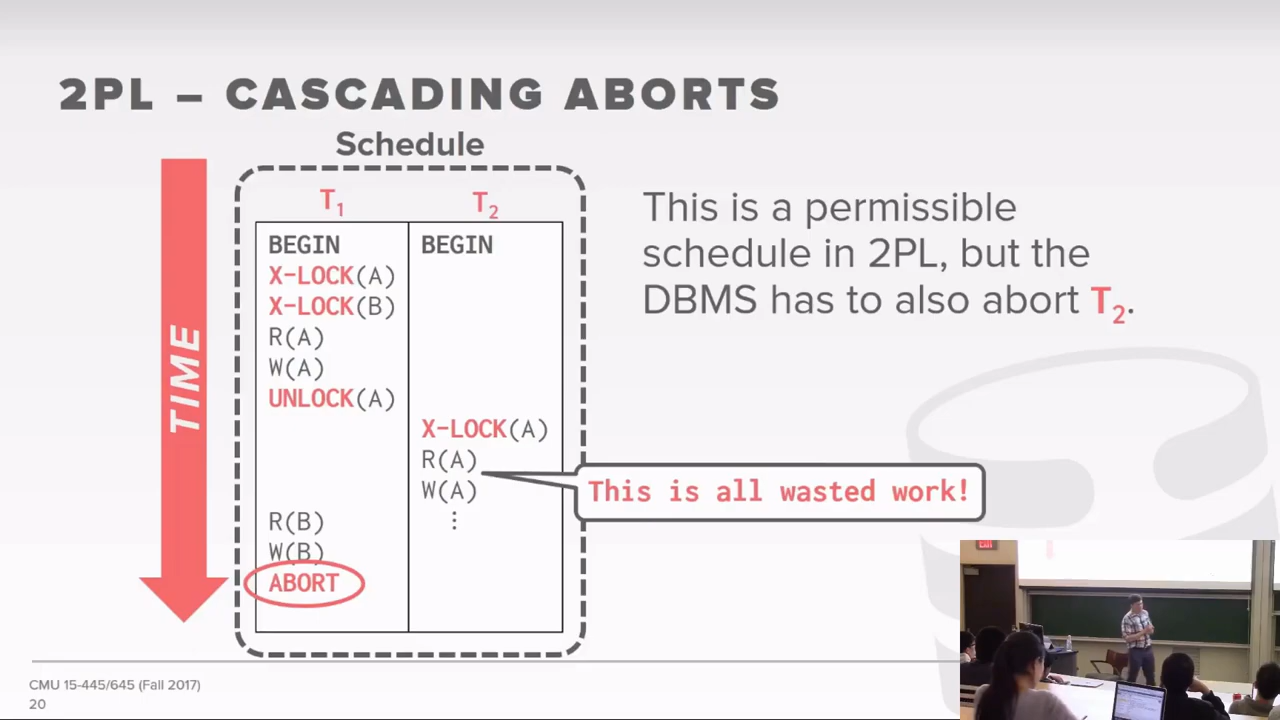 2PL – CASCADING ABORTS
Schedule
TIME
T1 T2
BEGIN BEGIN
X-LOCK(A)
X-LOCK(B)
R(A)
W(A)
UNLOCK(A)
X-LOCK(A)
R(A)
W(A)
⋮
R(B)
W(B)
ABORT
This is a permissible
schedule in 2PL, but the
DBMS has to also abort T2.
This is all wasted work!
CMU 15-445/645 (Fall 2017)
20
EXIT